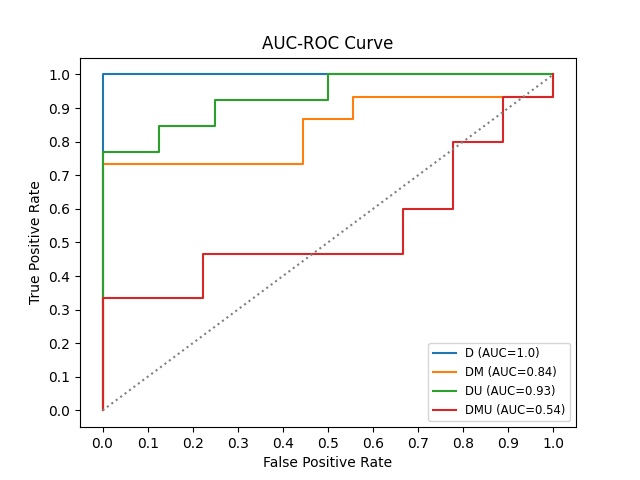 AUC-ROC Curve
True Positive Rate
1.0
0.9
0.8
0.7
0.6
0.5
0.4
0.3
0.2
0.1
0.0
D (AUC=1.0)
DM (AUC=0.84)
DU (AUC=0.93)
DMU (AUC=0.54)
0.0 0.1 0.2 0.3 0.4 0.5 0.6 0.7 0.8 0.9 1.0
False Positive Rate